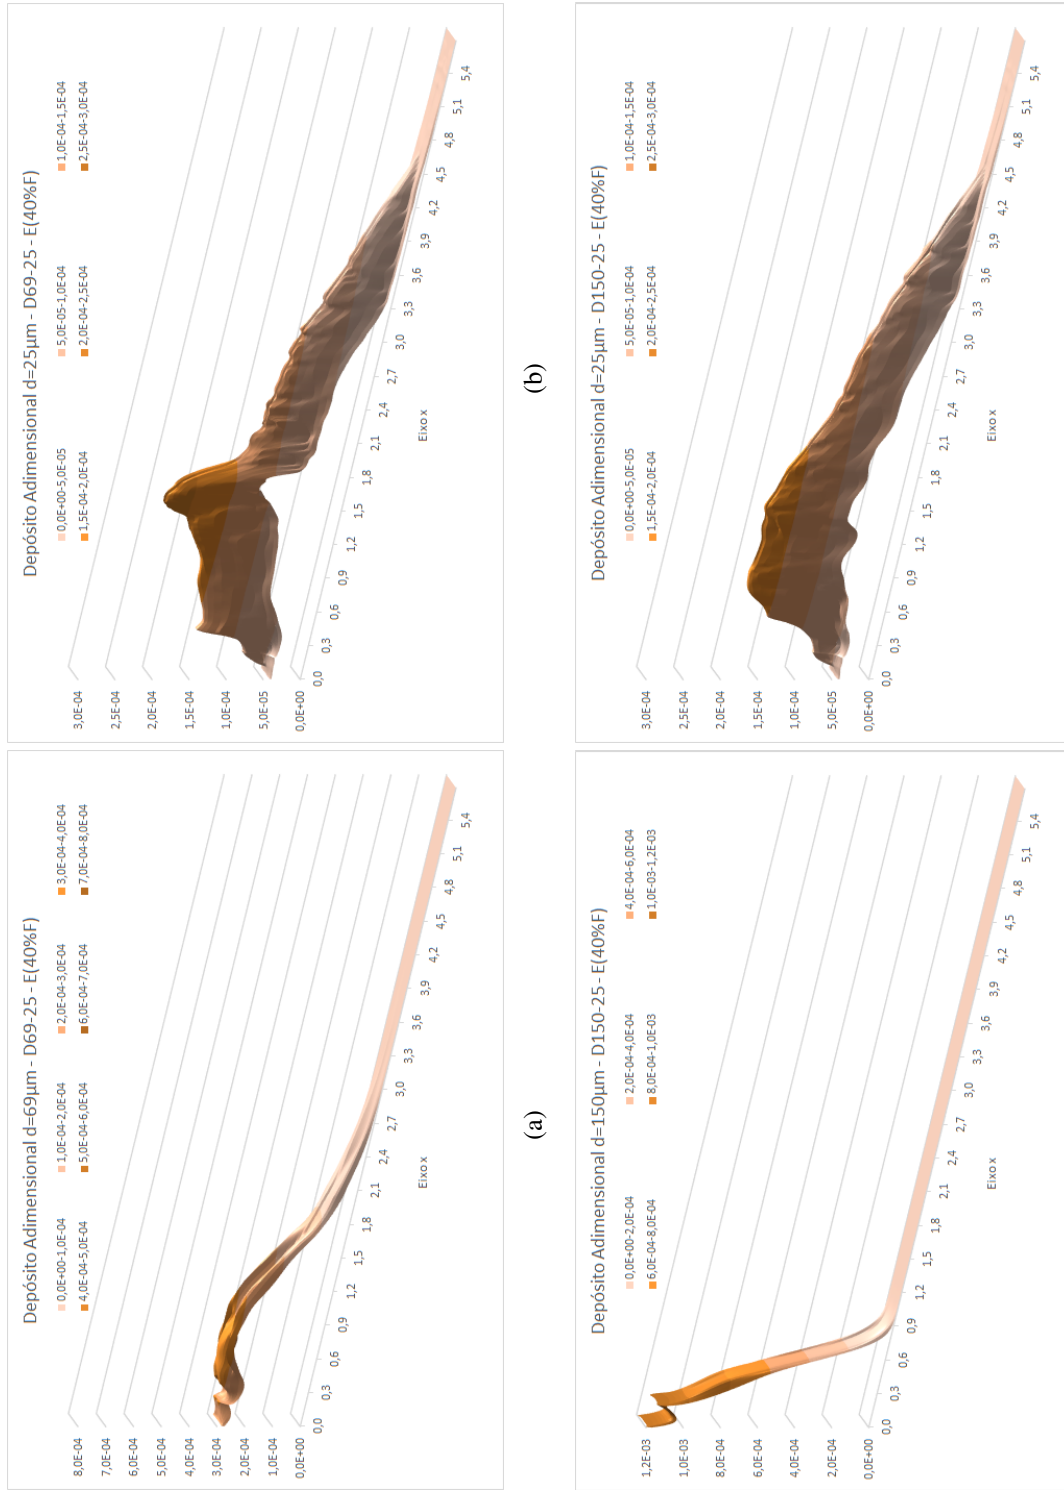 Depósito Adimensional d=69µm - D69-25 - E(40%F)
0,0E+00-1,0E-04 1,0E-04-2,0E-04 2,0E-04-3,0E-04 3,0E-04-4,0E-04
4,0E-04-5,0E-04 5,0E-04-6,0E-04 6,0E-04-7,0E-04 7,0E-04-8,0E-04
8,0E-04
7,0E-04
6,0E-04
5,0E-04
4,0E-04
3,0E-04
2,0E-04
1,0E-04
0,0E+00
0,0 0,3 0,6 0,9 1,2 1,5 1,8 2,1 2,4 2,7 3,0 3,3 3,6 3,9 4,2 4,5 4,8 5,1 5,4
Eixo x
Depósito Adimensional d=25µm - D69-25 - E(40%F)
0,0E+00-5,0E-05 5,0E-05-1,0E-04 1,0E-04-1,5E-04
1,5E-04-2,0E-04 2,0E-04-2,5E-04 2,5E-04-3,0E-04
3,0E-04
2,5E-04
2,0E-04
1,5E-04
1,0E-04
5,0E-05
0,0E+00
0,0 0,3 0,6 0,9 1,2 1,5 1,8 2,1 2,4 2,7 3,0 3,3 3,6 3,9 4,2 4,5 4,8 5,1 5,4
Eixo x
(a)
(b)
Depósito Adimensional d=150µm - D150-25 - E(40%F)
0,0E+00-2,0E-04 2,0E-04-4,0E-04 4,0E-04-6,0E-04
6,0E-04-8,0E-04 8,0E-04-1,0E-03 1,0E-03-1,2E-03
1,2E-03
1,0E-03
8,0E-04
6,0E-04
4,0E-04
2,0E-04
0,0E+00
0,0 0,3 0,6 0,9 1,2 1,5 1,8 2,1 2,4 2,7 3,0 3,3 3,6 3,9 4,2 4,5 4,8 5,1 5,4
Eixo x
Depósito Adimensional d=25µm - D150-25 - E(40%F)
0,0E+00-5,0E-05 5,0E-05-1,0E-04 1,0E-04-1,5E-04
1,5E-04-2,0E-04 2,0E-04-2,5E-04 2,5E-04-3,0E-04
3,0E-04
2,5E-04
2,0E-04
1,5E-04
1,0E-04
5,0E-05
0,0E+00
0,0 0,3 0,6 0,9 1,2 1,5 1,8 2,1 2,4 2,7 3,0 3,3 3,6 3,9 4,2 4,5 4,8 5,1 5,4
Eixo x